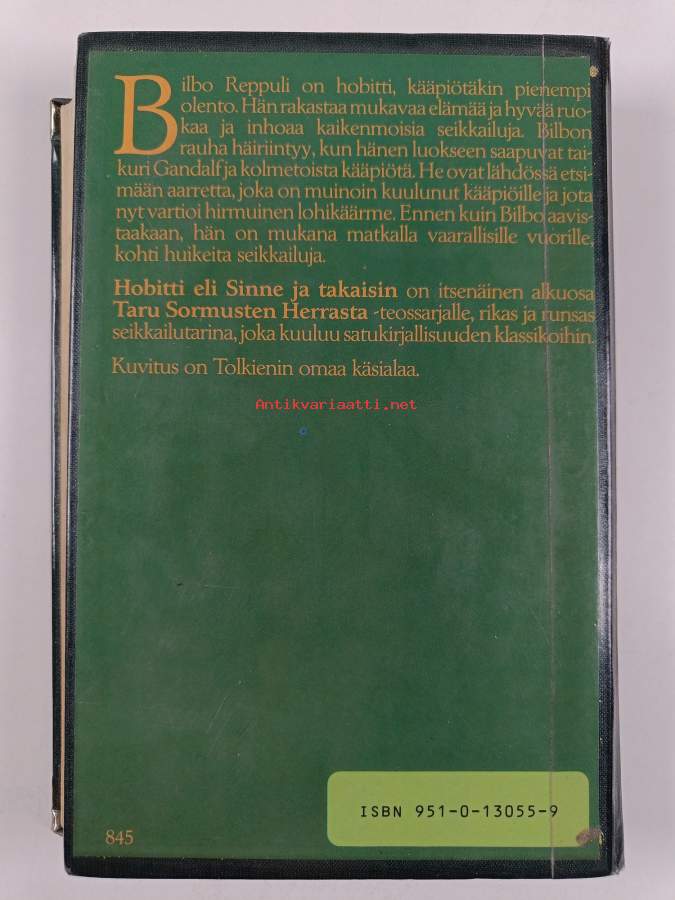 Bilbo Reppuli on hobitti, kääpiötäkin pienempi
olento. Hän rakastaa mukavaa elämää ja hyvää ruo-
kaa ja inhoaa kaikenmoisia seikkailuja. Bilbon
rauha häiriintyy, kun hänen luokseen saapuvat tai-
kuri Gandalf ja kolmetoista kääpiötä. He ovat lähdössä etsi-
mään aarretta, joka on muinoin kuulunut kääpiöille ja jota
nyt vartioi hirmuinen lohikäärme. Ennen kuin Bilbo aavis-
taakaan, hän on mukana matkalla vaarallisille vuorille,
kohti huikeita seikkailuja.
Hobitti eli Sinne ja takaisin on itsenäinen alkuosa
Taru Sormusten Herrasta -teossarjalle, rikas ja runsas
seikkailutarina, joka kuuluu satukirjallisuuden klassikoihin.
Kuvitus on Tolkienin omaa käsialaa.
Antikvariaatti.net
ISBN 951-0-13055-9
845